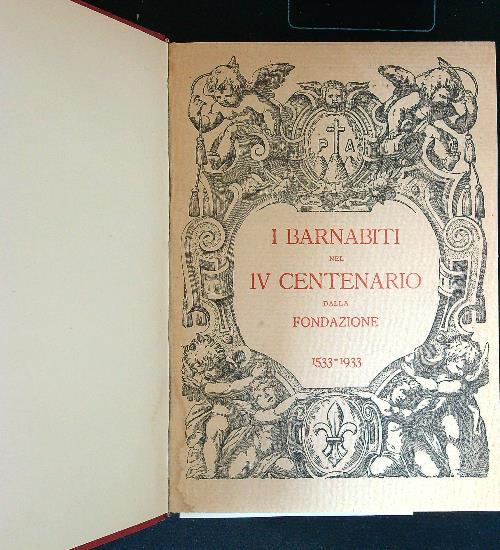 P A
I BARNABITI
NEL
IV CENTENARIO
DALLA
FONDAZIONE
1533-1933